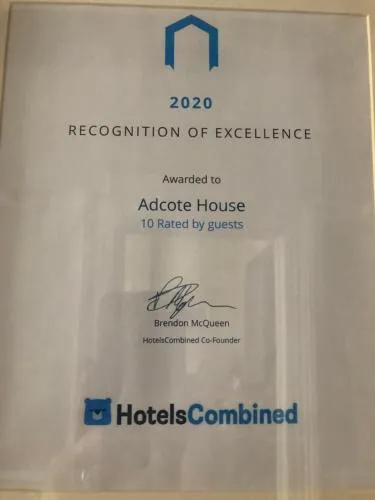 2020
RECOGNITION OF EXCELLENCE
Awarded to
Adcote House
10 Rated by guests
Brendon McQueen
HotelsCombined Co-Founder
HotelsCombined